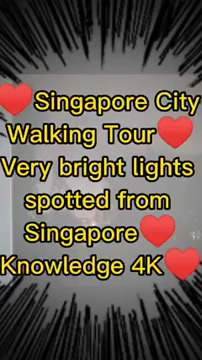 ♥️Singapore City
Walking Tour♥️
Very bright lights
spotted from
Singapore♥️
Knowledge 4K♥️